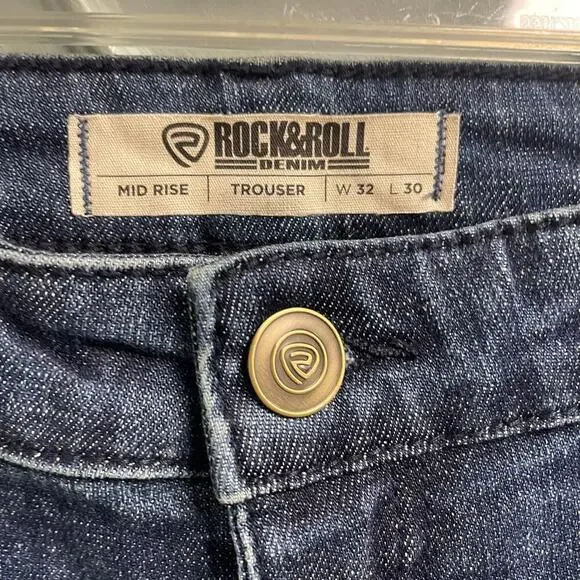 ROCK&ROLL
DENIM
MID RISE TROUSER W 32 L 30